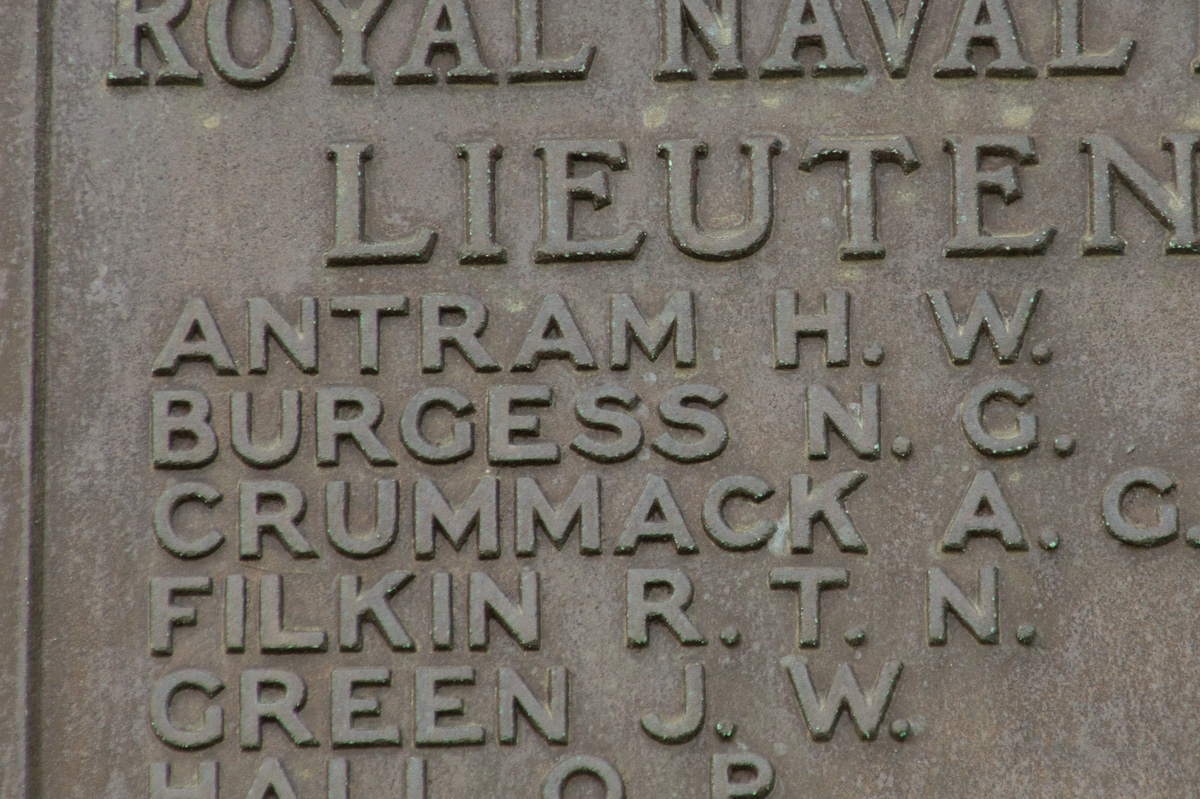 ROYAL NAVAL
LIEUTEN
ANTRAM H. W.
BURGESS N. G.
CRUMMACK A. G.
FILKIN R. T. N.
GREEN J. W.